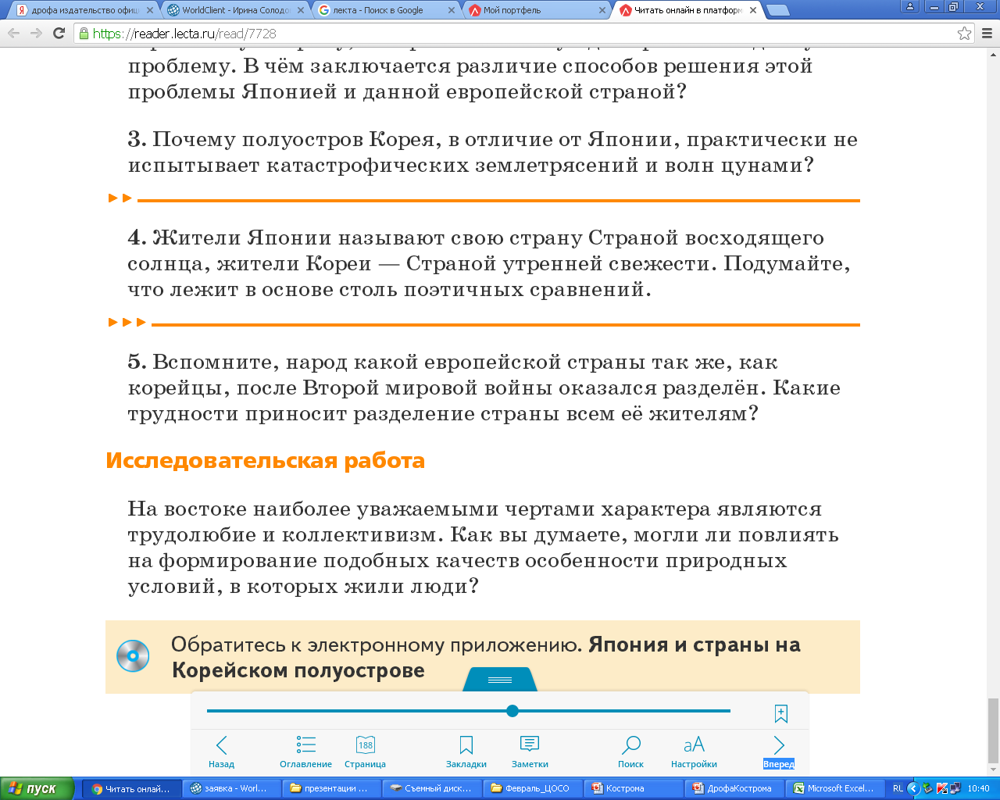 дрофа издательство офиц
WorldClient - Ирина Солодо
лекта - Поиск в Google
Мой портфель
Читать онлайн в платформ
https://reader.lecta.ru/read/7728
проблему. В чём заключается различие способов решения этой
проблемы Японией и данной европейской страной?
3. Почему полуостров Корея, в отличие от Японии, практически не
испытывает катастрофических землетрясений и волн цунами?
4. Жители Японии называют свою страну Страной восходящего
солнца, жители Кореи — Страной утренней свежести. Подумайте,
что лежит в основе столь поэтичных сравнений.
5. Вспомните, народ какой европейской страны так же, как
корейцы, после Второй мировой войны оказался разделён. Какие
трудности приносит разделение страны всем её жителям?
Исследовательская работа
На востоке наиболее уважаемыми чертами характера являются
трудолюбие и коллективизм. Как вы думаете, могли ли повлиять
на формирование подобных качеств особенности природных
условий, в которых жили люди?
Обратитесь к электронному приложению. Япония и страны на
Корейском полуострове
188
аА
Назад
Оглавление
Страница
Закладки
Заметки
Поиск
Настройки
Вперед
пуск
Читать онлай...
заявка - Worl...
презентации ...
Съемный диск...
Февраль_ЦОСО
Кострома
ДрофаКострома
Microsoft Excel...
RL
10:40